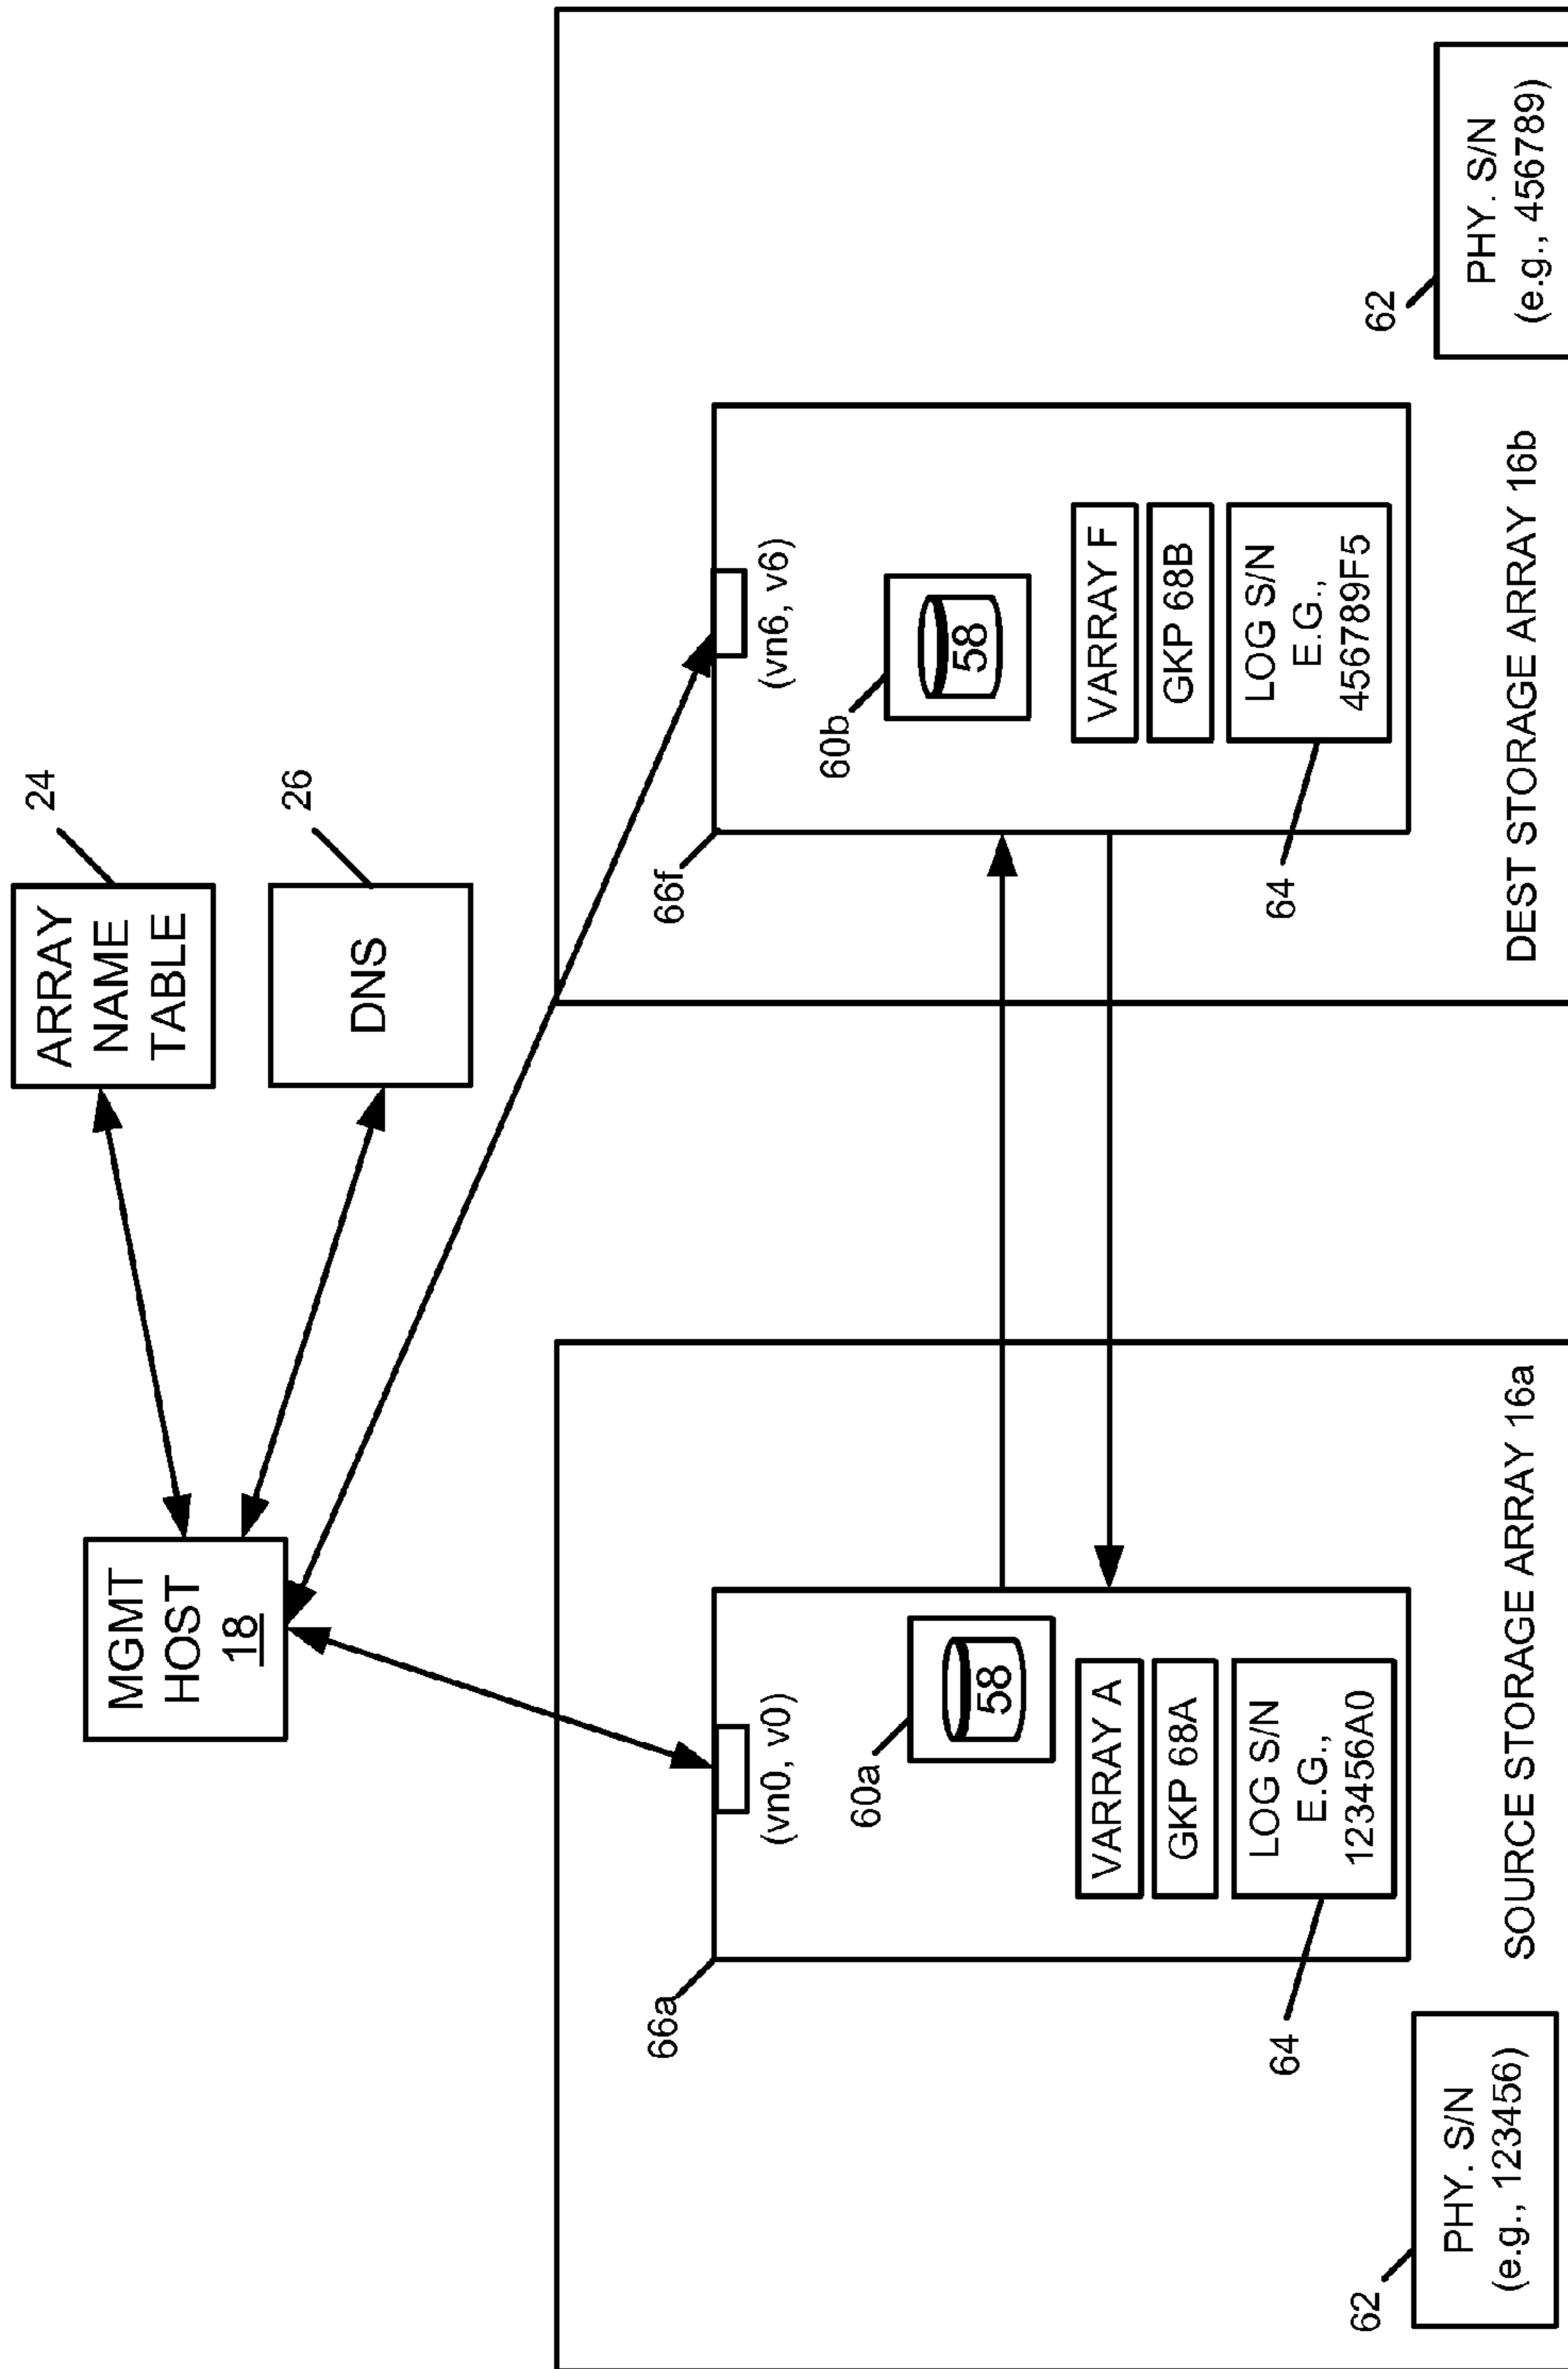 ARRAY
NAME
TABLE
24
DNS
26
MGMT
HOST
18
66a
(vn0, v0)
60a
58
VARRAY A
GKP 68A
LOG S/N
E.G.,
123456A0
64
SOURCE STORAGE ARRAY 16a
62
PHY. S/N
(e.g., 123456)
66f
(vn6, v6)
60b
58
VARRAY F
GKP 68B
LOG S/N
E.G.,
456789F5
64
DEST STORAGE ARRAY 16b
62
PHY. S/N
(e.g., 456789)